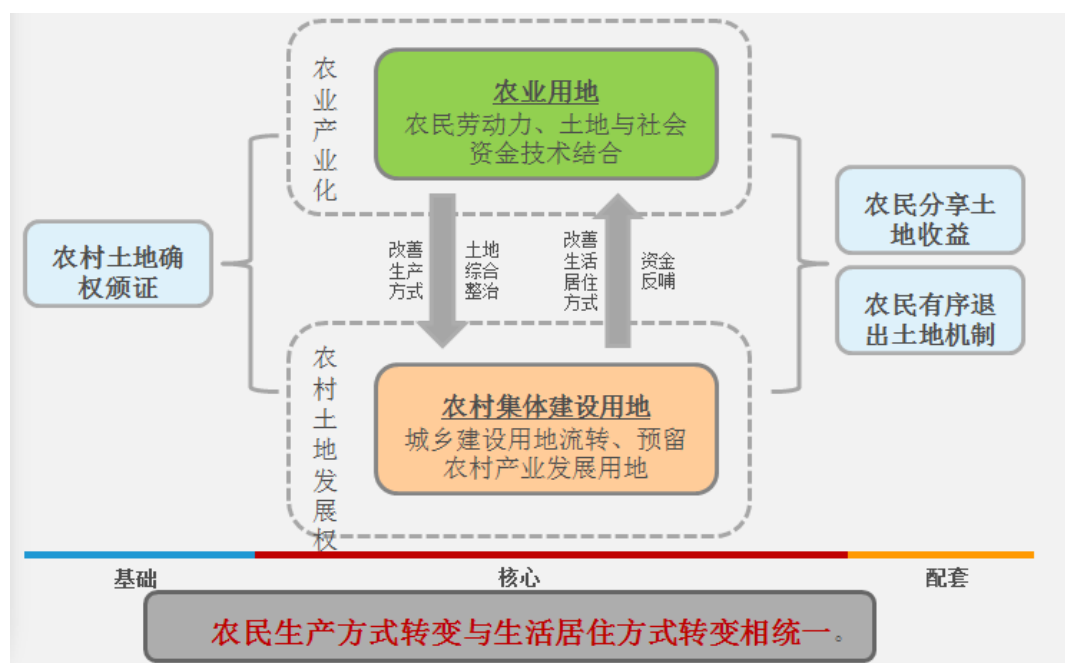 农业产业化
农业用地
农民劳动力、土地与社会
资金技术结合
农村土地确
权颁证
改善
生产
方式
土地
综合
整治
改善
生活
居住
方式
资金
反哺
农民分享土
地收益
农民有序退
出土地机制
农村土地发展权
农村集体建设用地
城乡建设用地流转、预留
农村产业发展用地
基础
核心
配套
农民生产方式转变与生活居住方式转变相统一。